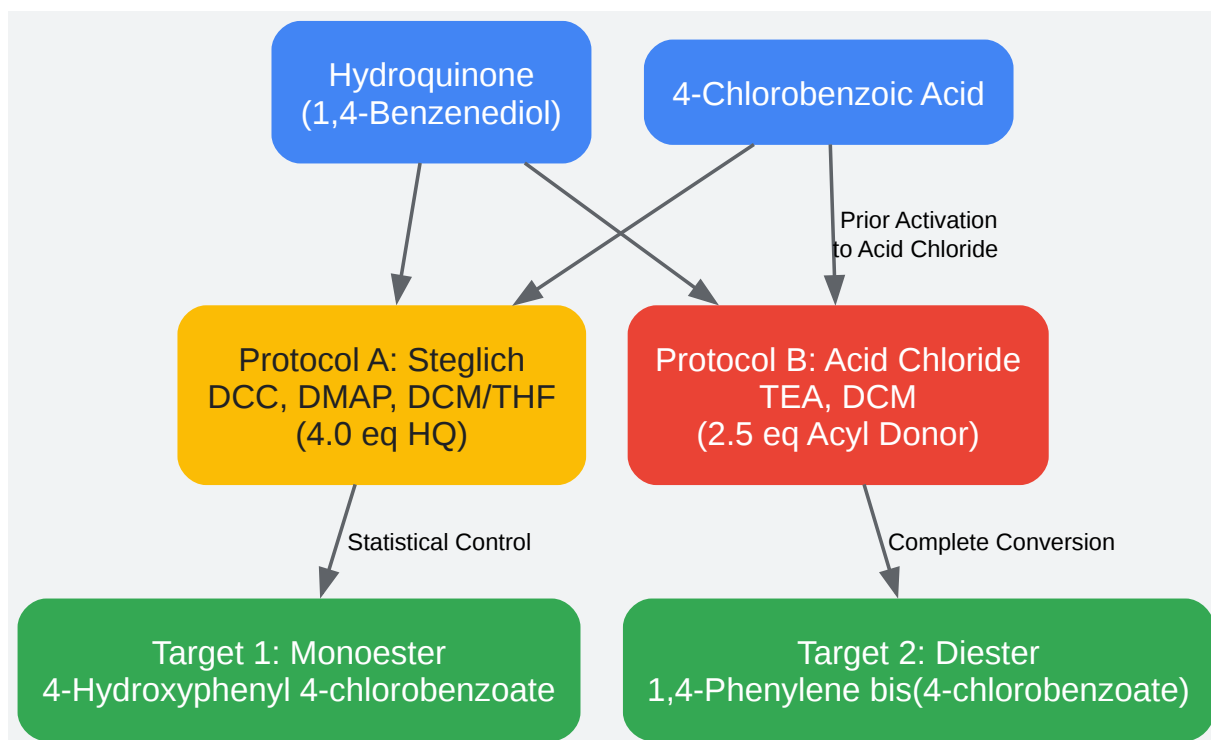 Hydroquinone
(1,4-Benzenediol)
4-Chlorobenzoic Acid
Prior Activation
to Acid Chloride
Protocol A: Steglich
DCC, DMAP, DCM/THF
(4.0 eq HQ)
Protocol B: Acid Chloride
TEA, DCM
(2.5 eq Acyl Donor)
Statistical Control
Complete Conversion
Target 1: Monoester
4-Hydroxyphenyl 4-chlorobenzoate
Target 2: Diester
1,4-Phenylene bis(4-chlorobenzoate)